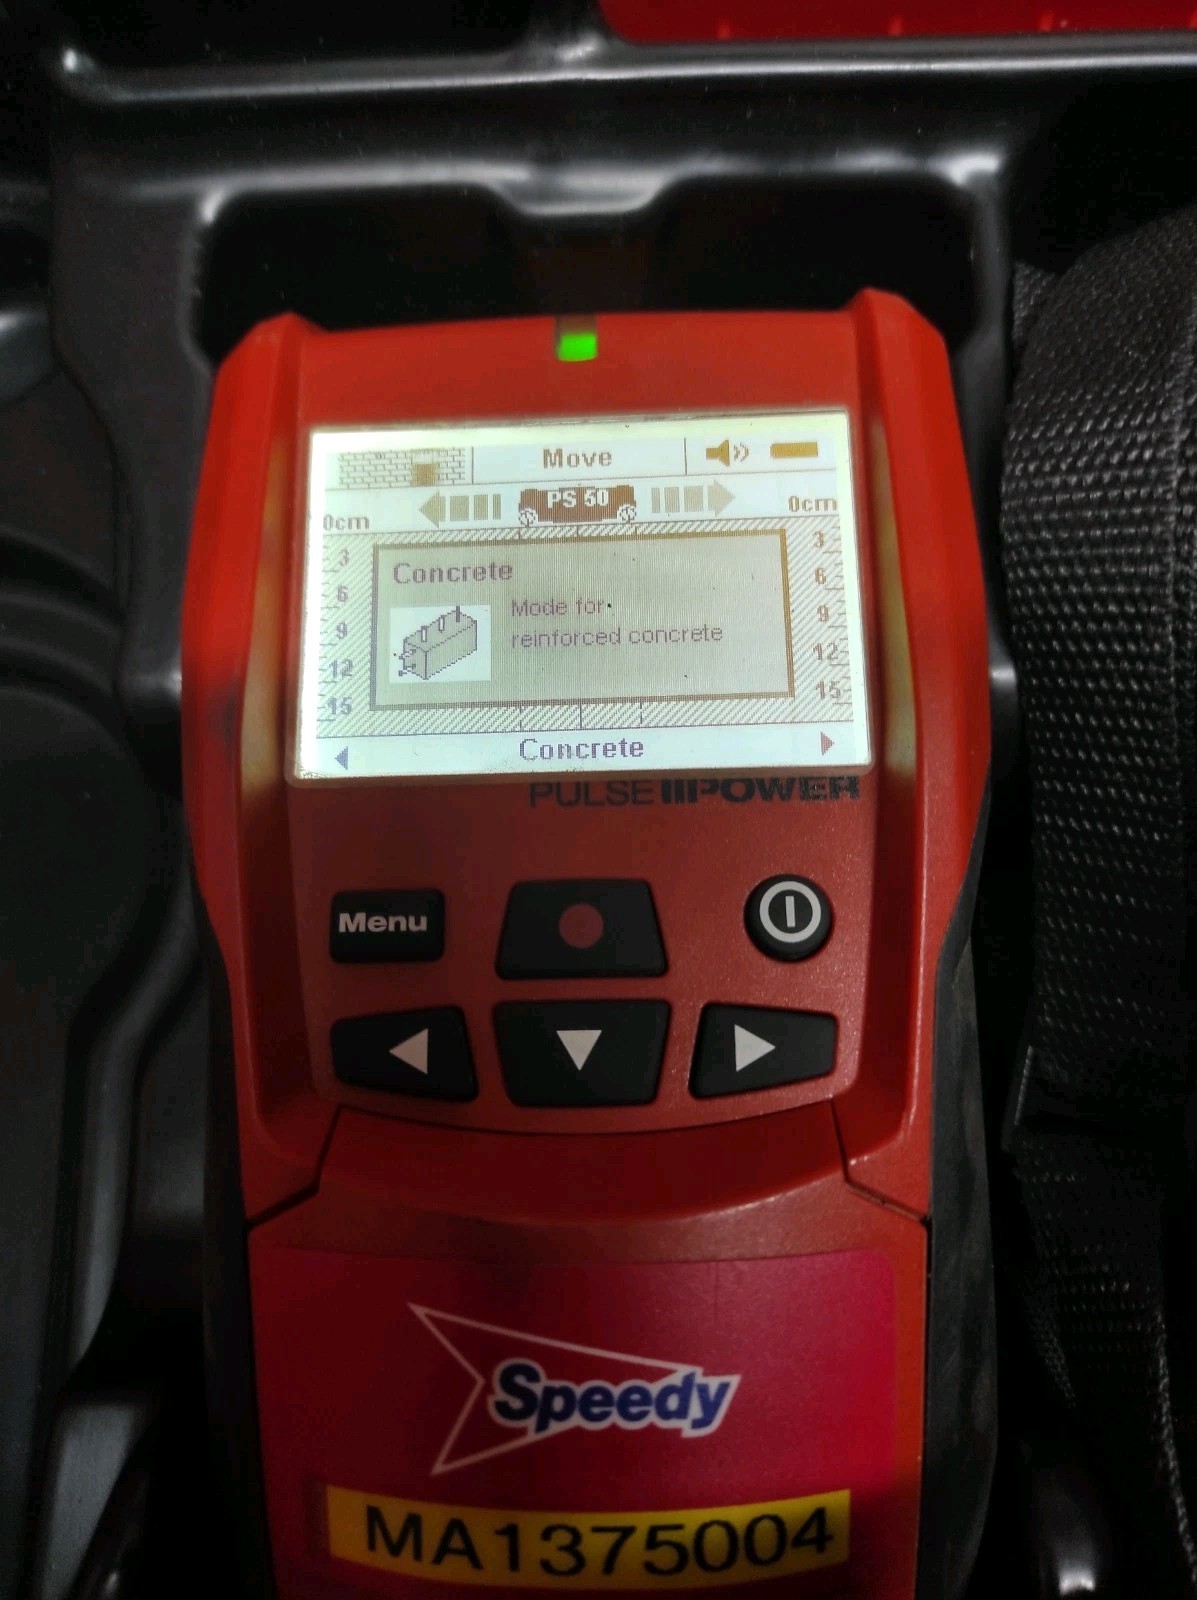 Move
PS 50
0cm
0cm
3
3
6
6
9
9
12
12
15
15
Concrete
Mode for
reinforced concrete
Concrete
PULSE POWER
Menu
Speedy
MA1375004